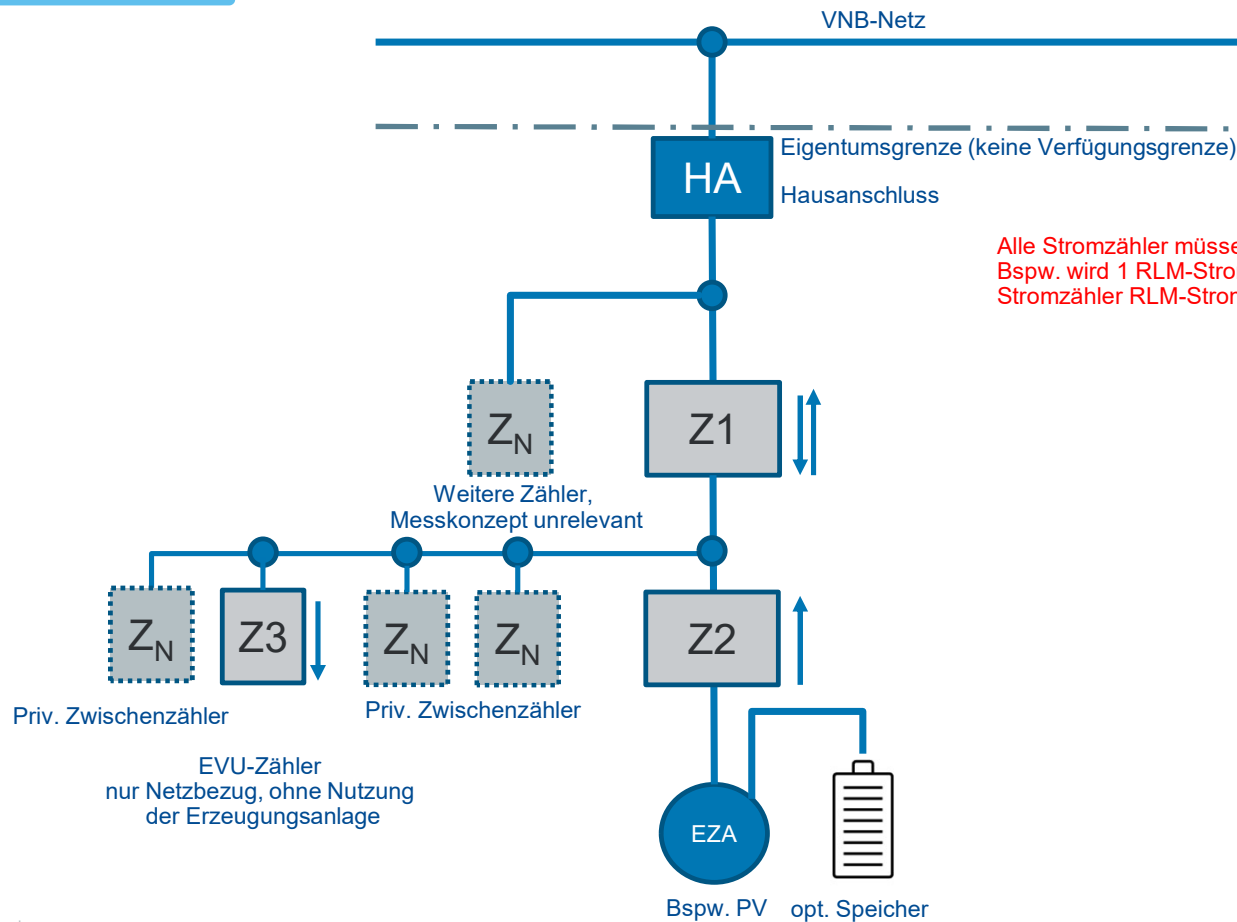 VNB-Netz
Eigentumsgrenze (keine Verfügungsgrenze)
HA
Hausanschluss
Alle Stromzähler müsse
Bspw. wird 1 RLM-Stro
Stromzähler RLM-Stron
ZN
Z1
Weitere Zähler,
Messkonzept unrelevant
ZN
Z3
ZN
ZN
Z2
Priv. Zwischenzähler
Priv. Zwischenzähler
EVU-Zähler
nur Netzbezug, ohne Nutzung
der Erzeugungsanlage
EZA
Bspw. PV
opt. Speicher